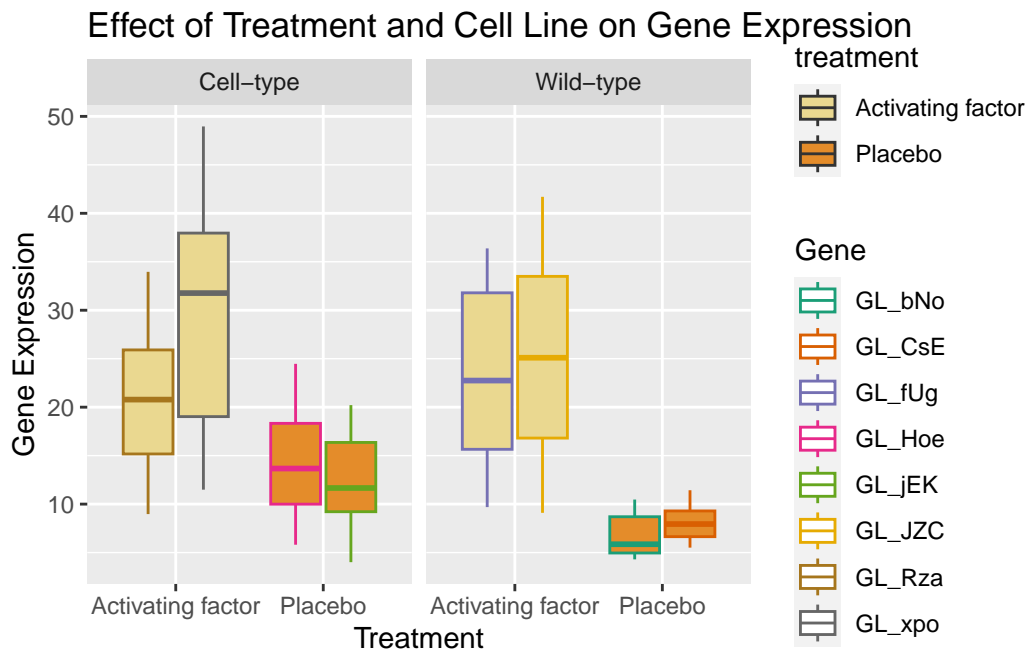 Effect of Treatment and Cell Line on Gene Expression
Cell−type
Wild−type
Gene Expression
50
40
30
20
10
Activating factor
Placebo
Activating factor
Placebo
Treatment
treatment
Activating factor
Placebo
Gene
GL_bNo
GL_CsE
GL_fUg
GL_Hoe
GL_jEK
GL_JZC
GL_Rza
GL_xpo